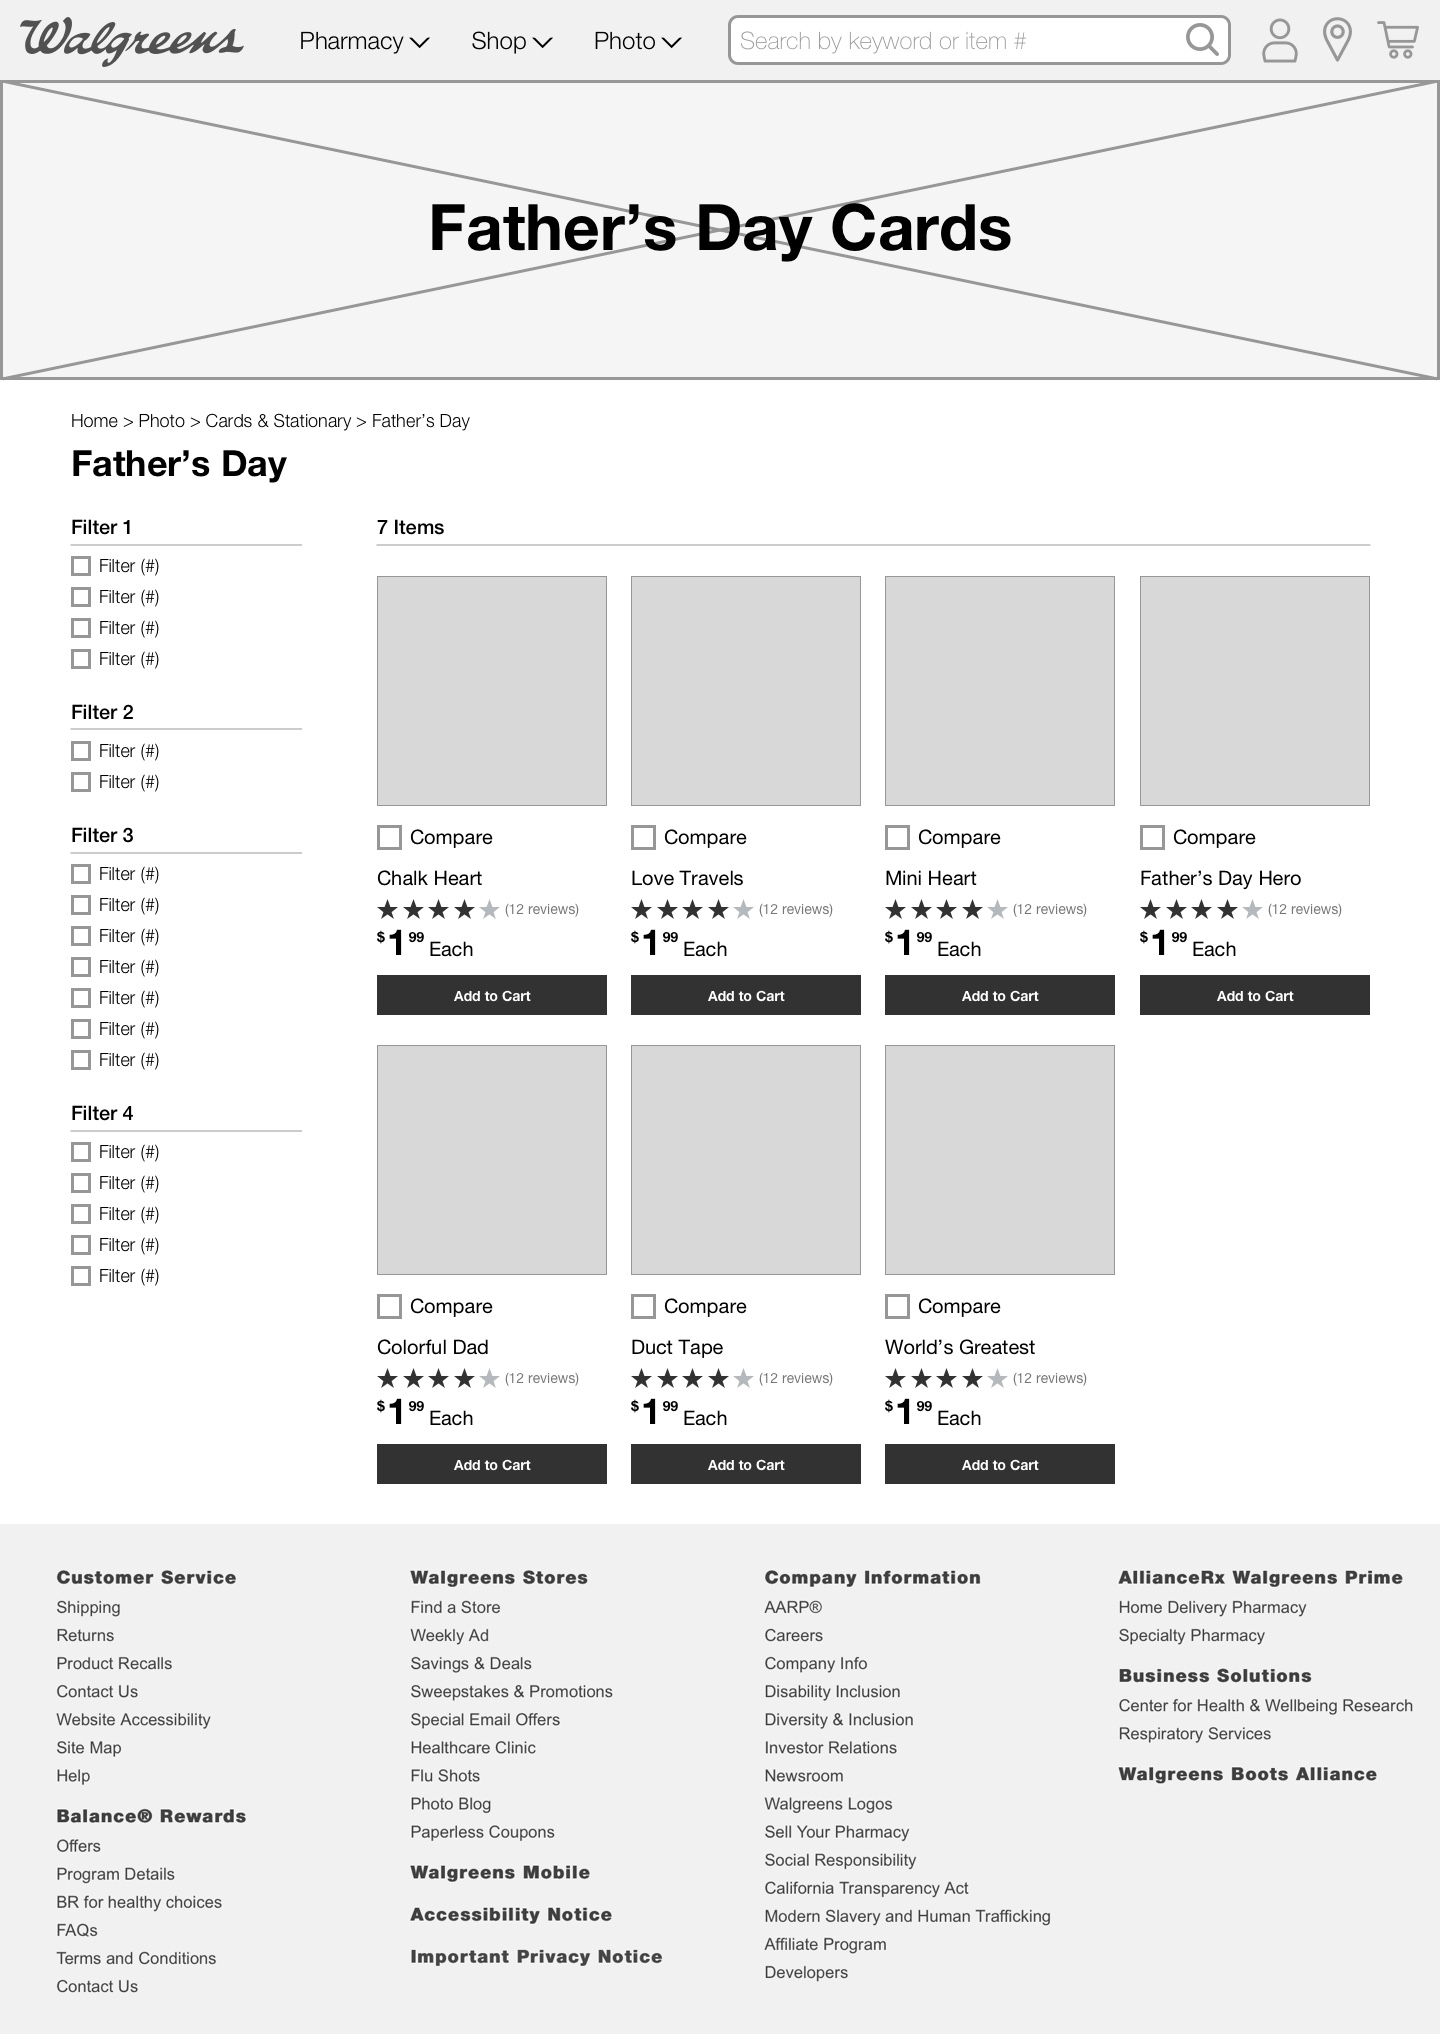 Walgreens
Pharmacy
Shop
Photo
Search by keyword or item #
Father’s Day Cards
Home > Photo > Cards & Stationary > Father’s Day
Father’s Day
Filter 1
Filter (#)
Filter (#)
Filter (#)
Filter (#)
Filter 2
Filter (#)
Filter (#)
Filter 3
Filter (#)
Filter (#)
Filter (#)
Filter (#)
Filter (#)
Filter (#)
Filter (#)
Filter 4
Filter (#)
Filter (#)
Filter (#)
Filter (#)
Filter (#)
7 Items
Compare
Chalk Heart
(12 reviews)
$1 99 Each
Add to Cart
Compare
Love Travels
(12 reviews)
$1 99 Each
Add to Cart
Compare
Mini Heart
(12 reviews)
$1 99 Each
Add to Cart
Compare
Father’s Day Hero
(12 reviews)
$1 99 Each
Add to Cart
Compare
Colorful Dad
(12 reviews)
$1 99 Each
Add to Cart
Compare
Duct Tape
(12 reviews)
$1 99 Each
Add to Cart
Compare
World’s Greatest
(12 reviews)
$1 99 Each
Add to Cart
Customer Service
Shipping
Returns
Product Recalls
Contact Us
Website Accessibility
Site Map
Help
Balance® Rewards
Offers
Program Details
BR for healthy choices
FAQs
Terms and Conditions
Contact Us
Walgreens Stores
Find a Store
Weekly Ad
Savings & Deals
Sweepstakes & Promotions
Special Email Offers
Healthcare Clinic
Flu Shots
Photo Blog
Paperless Coupons
Walgreens Mobile
Accessibility Notice
Important Privacy Notice
Company Information
AARP®
Careers
Company Info
Disability Inclusion
Diversity & Inclusion
Investor Relations
Newsroom
Walgreens Logos
Sell Your Pharmacy
Social Responsibility
California Transparency Act
Modern Slavery and Human Trafficking
Affiliate Program
Developers
AllianceRx Walgreens Prime
Home Delivery Pharmacy
Specialty Pharmacy
Business Solutions
Center for Health & Wellbeing Research
Respiratory Services
Walgreens Boots Alliance